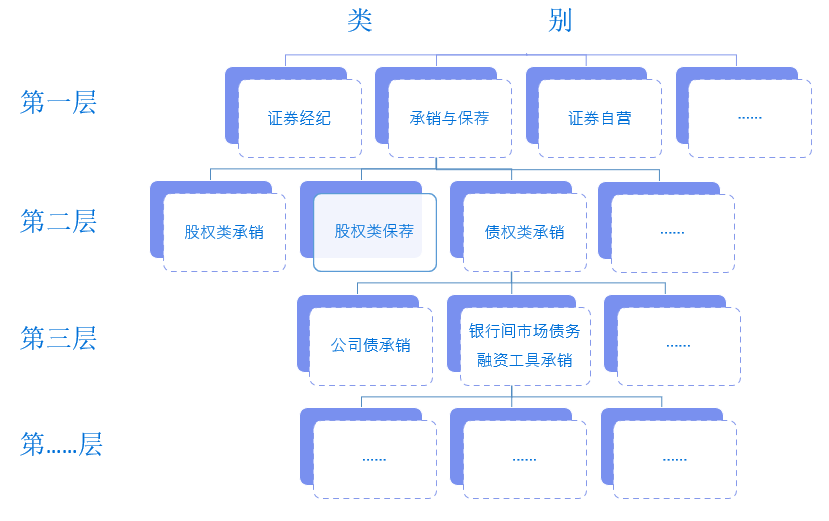 类 别
第一层
证券经纪
承销与保荐
证券自营
······
第二层
股权类承销
股权类保荐
债权类承销
······
第三层
公司债承销
银行间市场债务
融资工具承销
······
第......层
······
······
······